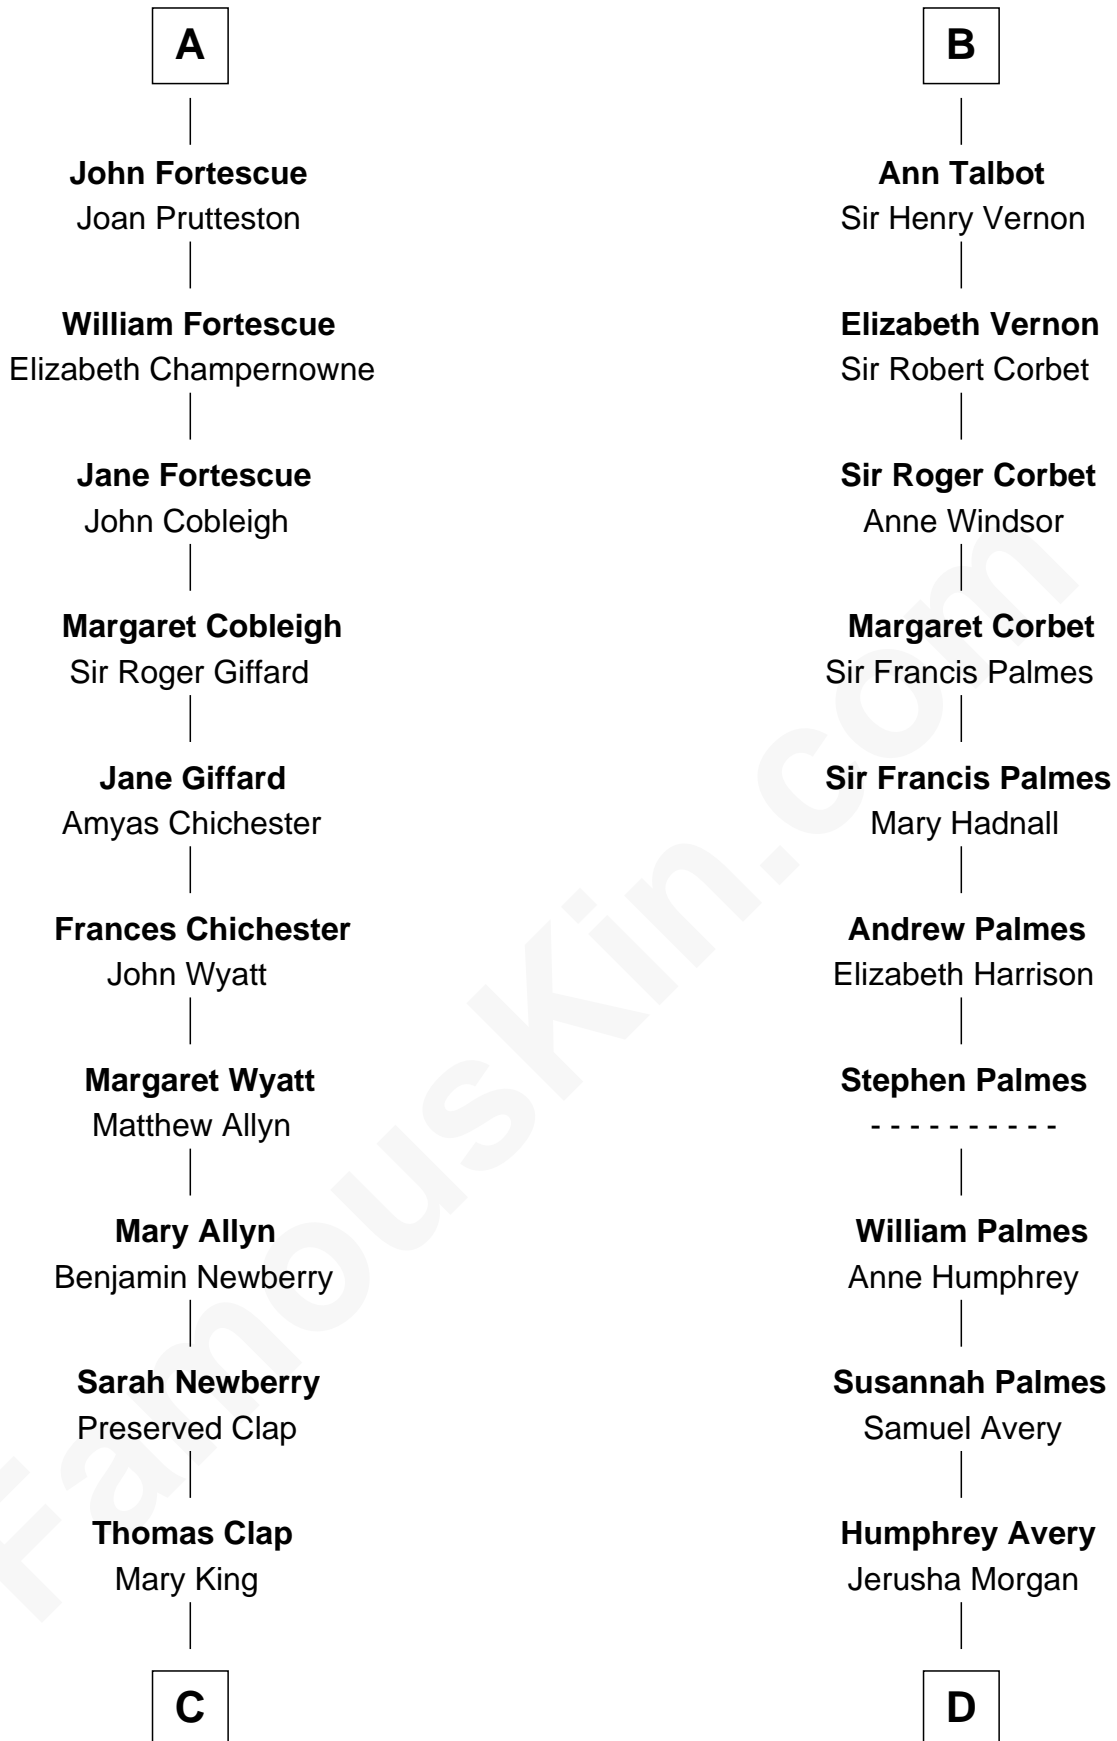 A
John Fortescue
Joan Prutteston
William Fortescue
Elizabeth Champernowne
Jane Fortescue
John Cobleigh
Margaret Cobleigh
Sir Roger Giffard
Jane Giffard
Amyas Chichester
Frances Chichester
John Wyatt
Margaret Wyatt
Matthew Allyn
Mary Allyn
Benjamin Newberry
Sarah Newberry
Preserved Clap
Thomas Clap
Mary King
C
B
Ann Talbot
Sir Henry Vernon
Elizabeth Vernon
Sir Robert Corbet
Sir Roger Corbet
Anne Windsor
Margaret Corbet
Sir Francis Palmes
Sir Francis Palmes
Mary Hadnall
Andrew Palmes
Elizabeth Harrison
Stephen Palmes
- - - - - - - - - -
William Palmes
Anne Humphrey
Susannah Palmes
Samuel Avery
Humphrey Avery
Jerusha Morgan
D
FamousKin.com